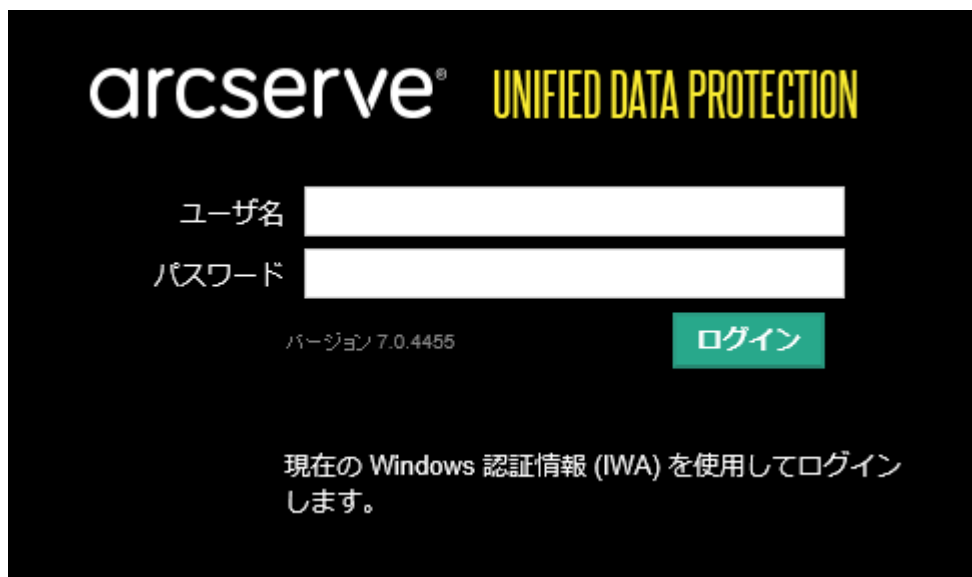 arcserve® UNIFIED DATA PROTECTION
ユーザ名
パスワード
バージョン 7.0.4455
ログイン
現在の Windows 認証情報 (IWA) を使用してログイン
します。